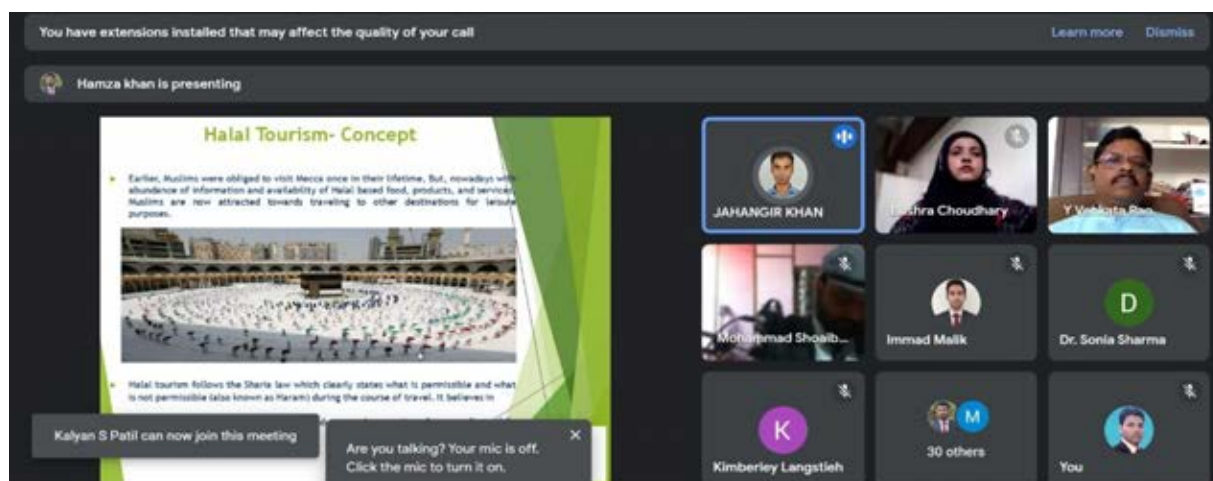 You have extensions installed that may affect the quality of your call
Learn more
Dismiss
Hamza khan is presenting
Halal Tourism- Concept
Earlier, Muslims were obliged to visit Mecca once in their lifetime. But, nowadays with
abundance of information and availability of Halal based food, products, and services,
Muslims are now attracted towards traveling to other destinations for leisure
purposes.
Halal tourism follows the Sharia law which clearly states what is permissible and what
is not permissible (also known as Haram) during the course of travel. It believes in
Kalyan S Patil can now join this meeting
Are you talking? Your mic is off.
Click the mic to turn it on.
JAHANGIR KHAN
Bushra Choudhary
Y Venkata Rao
Mohammad Shoaib...
Immad Malik
D
Dr. Sonia Sharma
K
Kimberley Langstieh
M
30 others
You